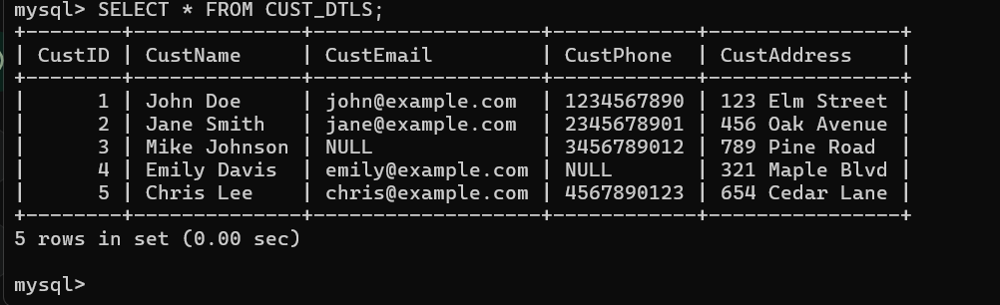 mysql> SELECT * FROM CUST_DTLS;
+--------+--------------+-------------------+------------+----------------+
| CustID | CustName     | CustEmail         | CustPhone  | CustAddress    |
+--------+--------------+-------------------+------------+----------------+
|      1 | John Doe     | john@example.com  | 1234567890 | 123 Elm Street |
|      2 | Jane Smith   | jane@example.com  | 2345678901 | 456 Oak Avenue |
|      3 | Mike Johnson | NULL              | 3456789012 | 789 Pine Road  |
|      4 | Emily Davis  | emily@example.com | NULL       | 321 Maple Blvd |
|      5 | Chris Lee    | chris@example.com | 4567890123 | 654 Cedar Lane |
+--------+--------------+-------------------+------------+----------------+
5 rows in set (0.00 sec)

mysql>